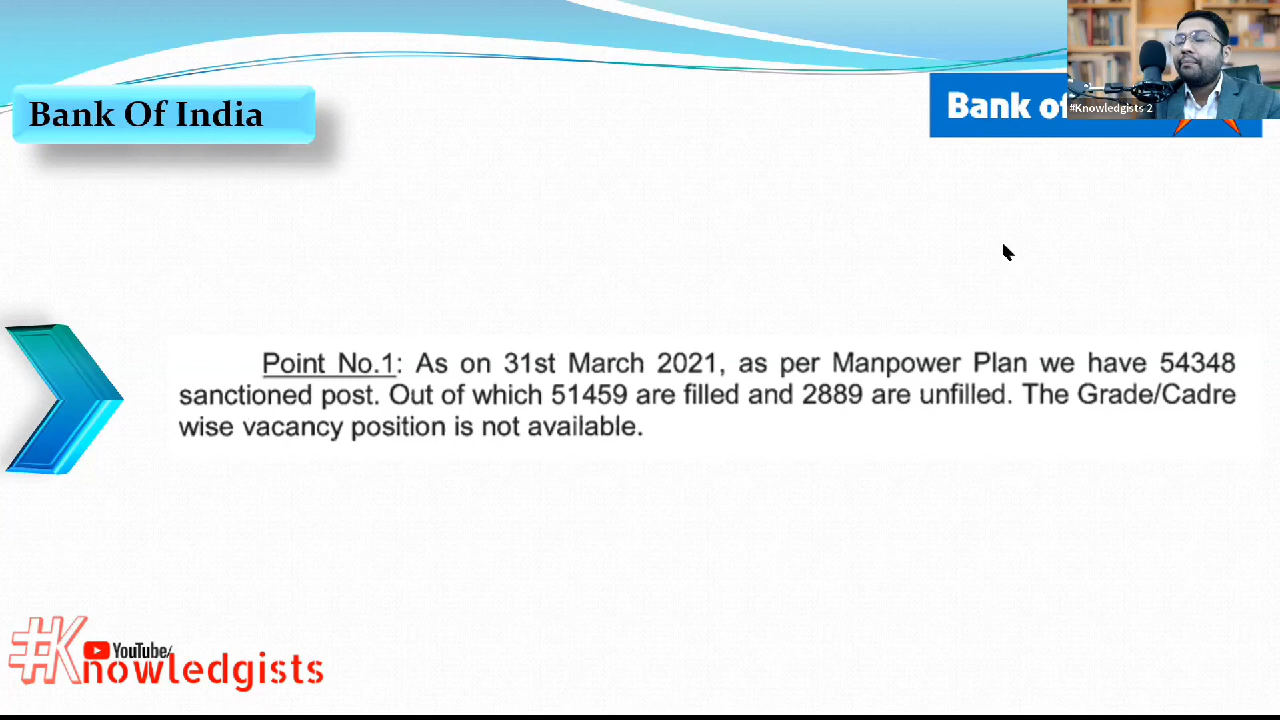 Bank Of India
Bank of
#Knowledgists 2
Point No.1: As on 31st March 2021, as per Manpower Plan we have 54348
sanctioned post. Out of which 51459 are filled and 2889 are unfilled. The Grade/Cadre
wise vacancy position is not available.
YouTube/
#Knowledgists